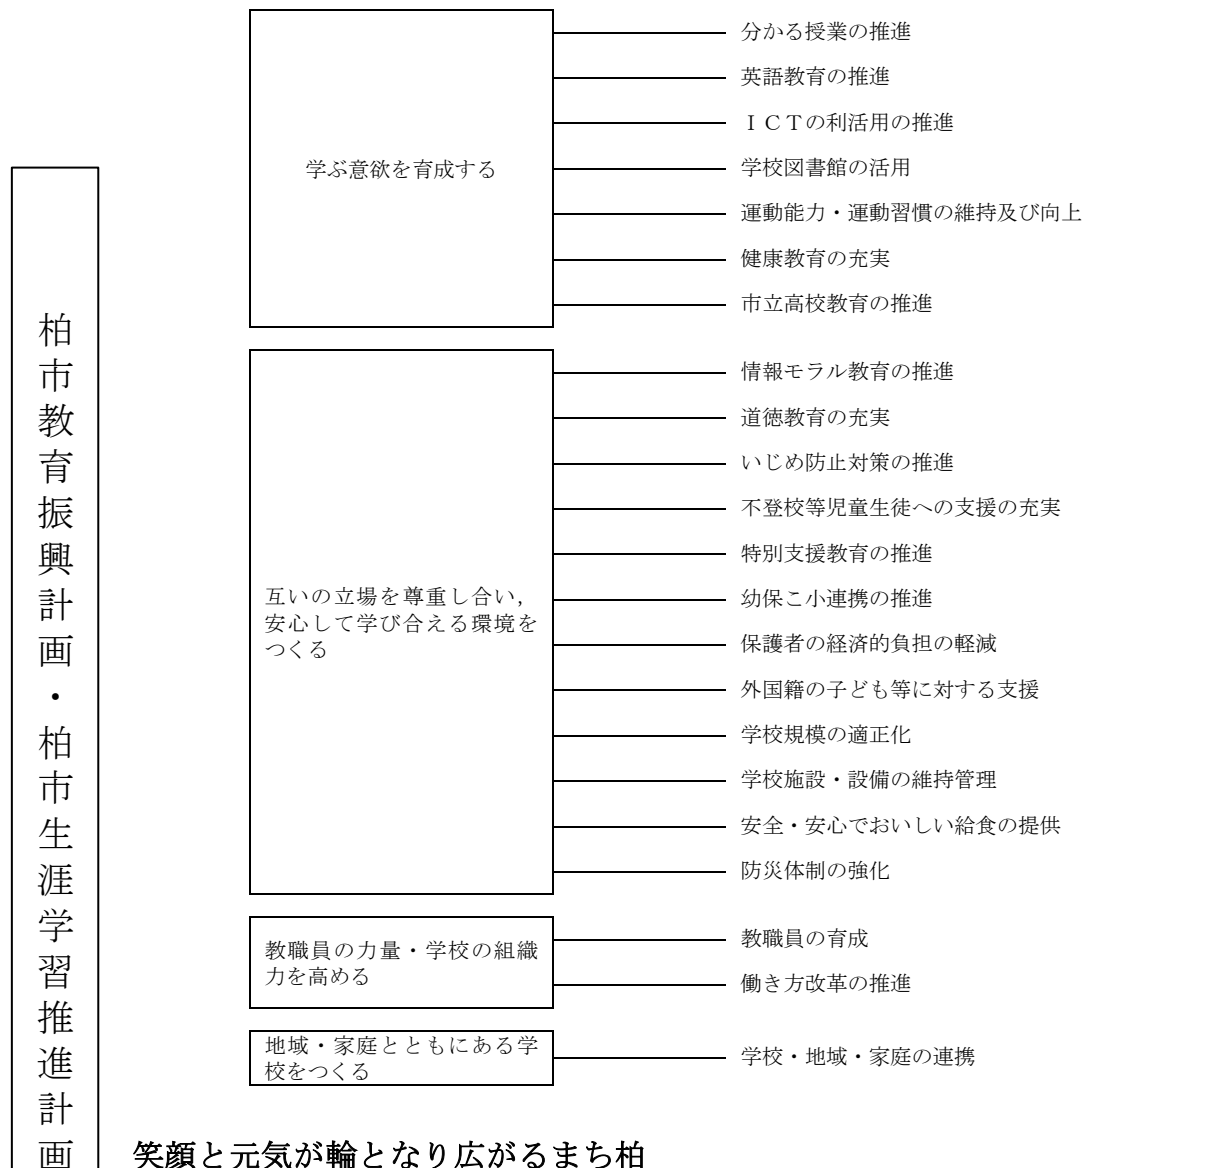 柏市教育振興計画・柏市生涯学習推進計画
学ぶ意欲を育成する
分かる授業の推進
英語教育の推進
ＩＣＴの利活用の推進
学校図書館の活用
運動能力・運動習慣の維持及び向上
健康教育の充実
市立高校教育の推進
互いの立場を尊重し合い，
安心して学び合える環境を
つくる
情報モラル教育の推進
道徳教育の充実
いじめ防止対策の推進
不登校等児童生徒への支援の充実
特別支援教育の推進
幼保こ小連携の推進
保護者の経済的負担の軽減
外国籍の子ども等に対する支援
学校規模の適正化
学校施設・設備の維持管理
安全・安心でおいしい給食の提供
防災体制の強化
教職員の力量・学校の組織
力を高める
教職員の育成
働き方改革の推進
地域・家庭とともにある学
校をつくる
学校・地域・家庭の連携
笑顔と元気が輪となり広がるまち柏